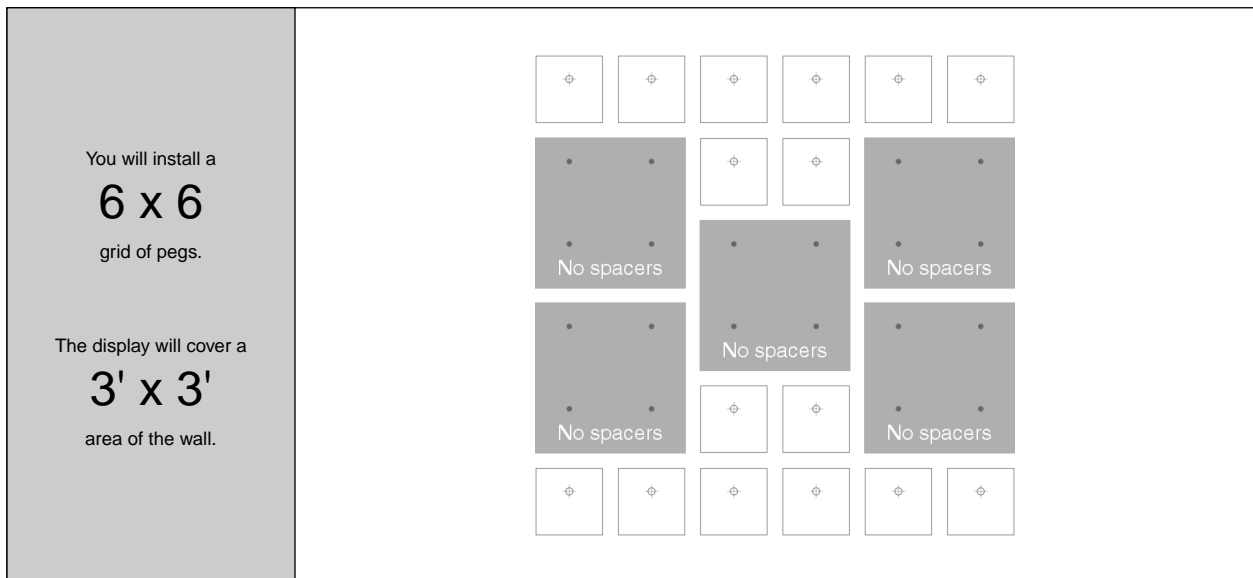 You will install a
6 x 6
grid of pegs.
The display will cover a
3' x 3'
area of the wall.
No spacers
No spacers
No spacers
No spacers
No spacers